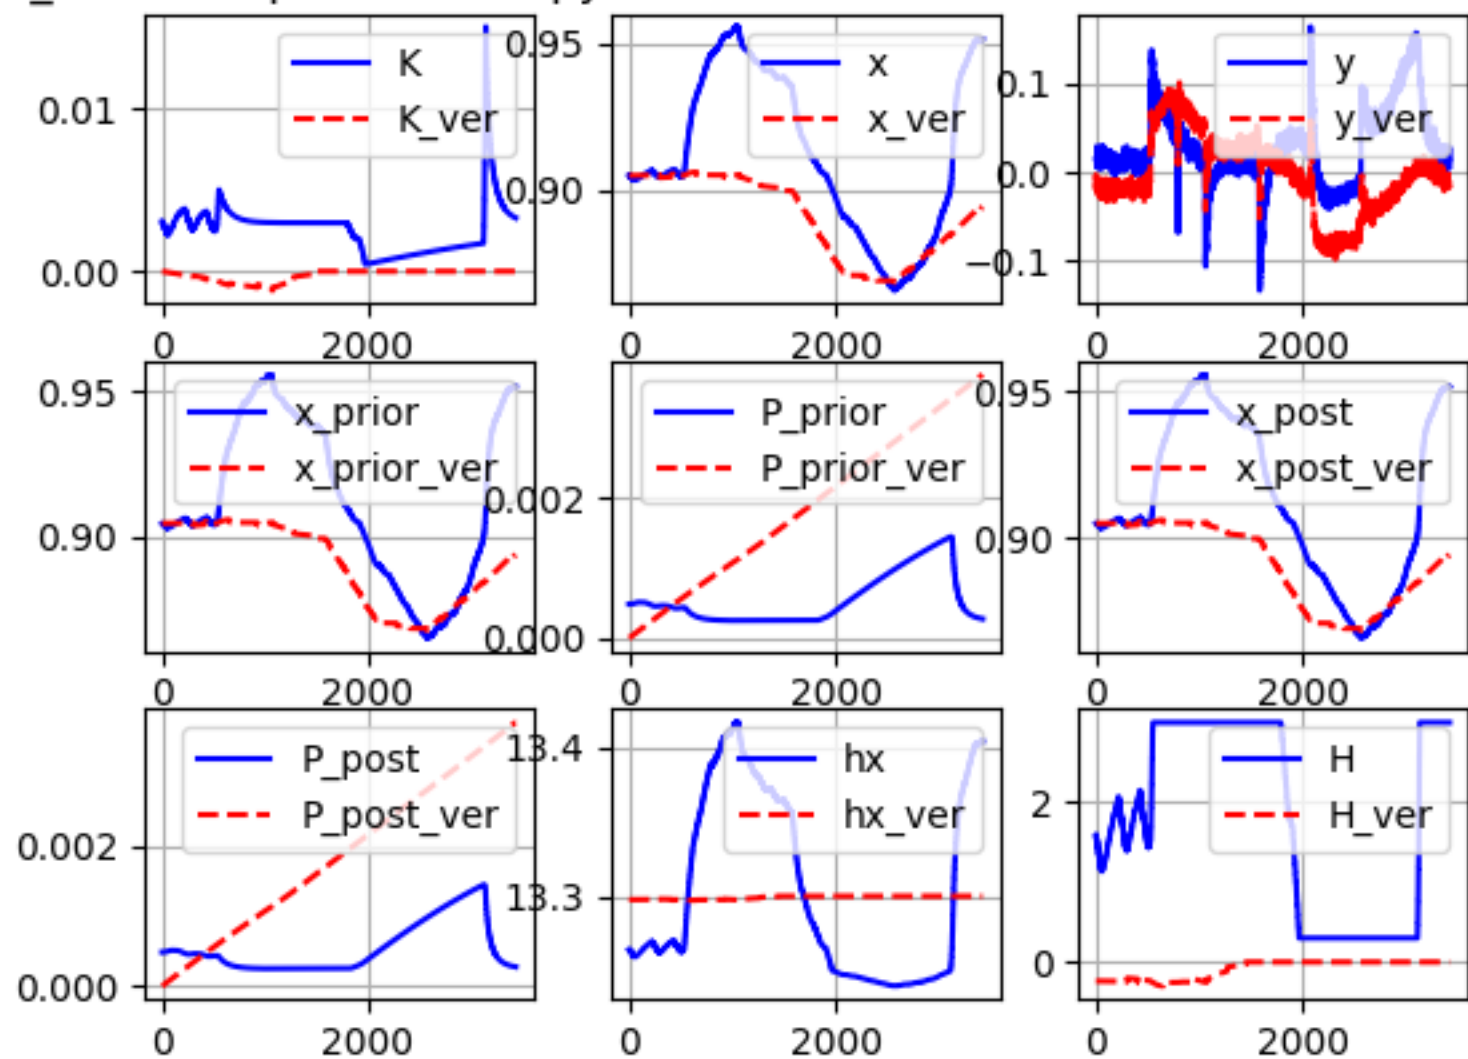 0.01
0.00
K
K_ver
0
2000
0.95
0.90
x
x_ver
0
2000
0.1
0.0
−0.1
y
y_ver
0
2000
0.95
0.90
x_prior
x_prior_ver
0
2000
0.002
0.000
P_prior
P_prior_ver
0
2000
0.95
0.90
x_post
x_post_ver
0
2000
0.002
0.000
P_post
P_post_ver
0
2000
13.4
13.3
hx
hx_ver
0
2000
2
0
H
H_ver
0
2000